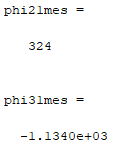 phi21mes =
324
phi31mes =
-1.1340e+03